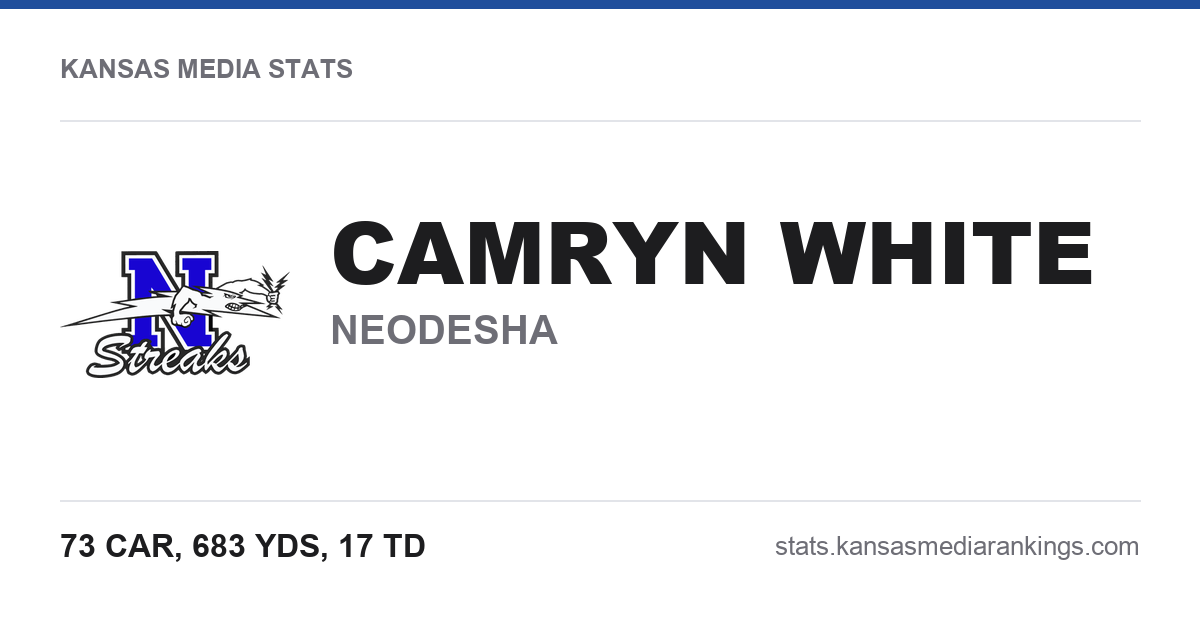 KANSAS MEDIA STATS
CAMRYN WHITE
NEODESHA
N
Streaks
73 CAR, 683 YDS, 17 TD
stats.kansasmediarankings.com